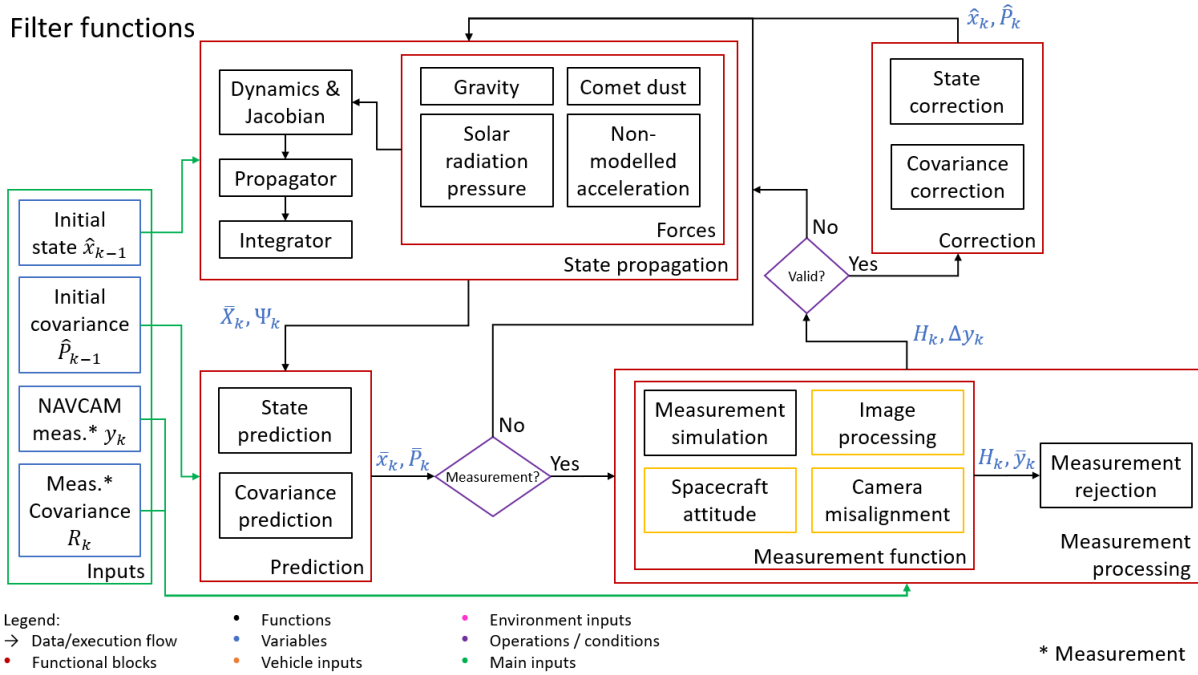 Filter functions
x̂ₖ, P̂ₖ
Dynamics &
Jacobian
Propagator
Integrator
Gravity
Comet dust
Solar
radiation
pressure
Non-
modelled
acceleration
Forces
State propagation
State
correction
Covariance
correction
Correction
Initial
state x̂ₖ₋₁
Initial
covariance
P̂ₖ₋₁
NAVCAM
meas.* yₖ
Meas.*
Covariance
Rₖ
Inputs
No
Valid?
Yes
X̄ₖ, Ψₖ
Hₖ, Δyₖ
State
prediction
Covariance
prediction
Prediction
x̄ₖ, P̄ₖ
No
Measurement?
Yes
Measurement
simulation
Image
processing
Spacecraft
attitude
Camera
misalignment
Measurement function
Hₖ, ȳₖ
Measurement
rejection
Measurement
processing
Legend:
→ Data/execution flow
• Functional blocks
• Functions
• Variables
• Vehicle inputs
• Environment inputs
• Operations / conditions
• Main inputs
* Measurement